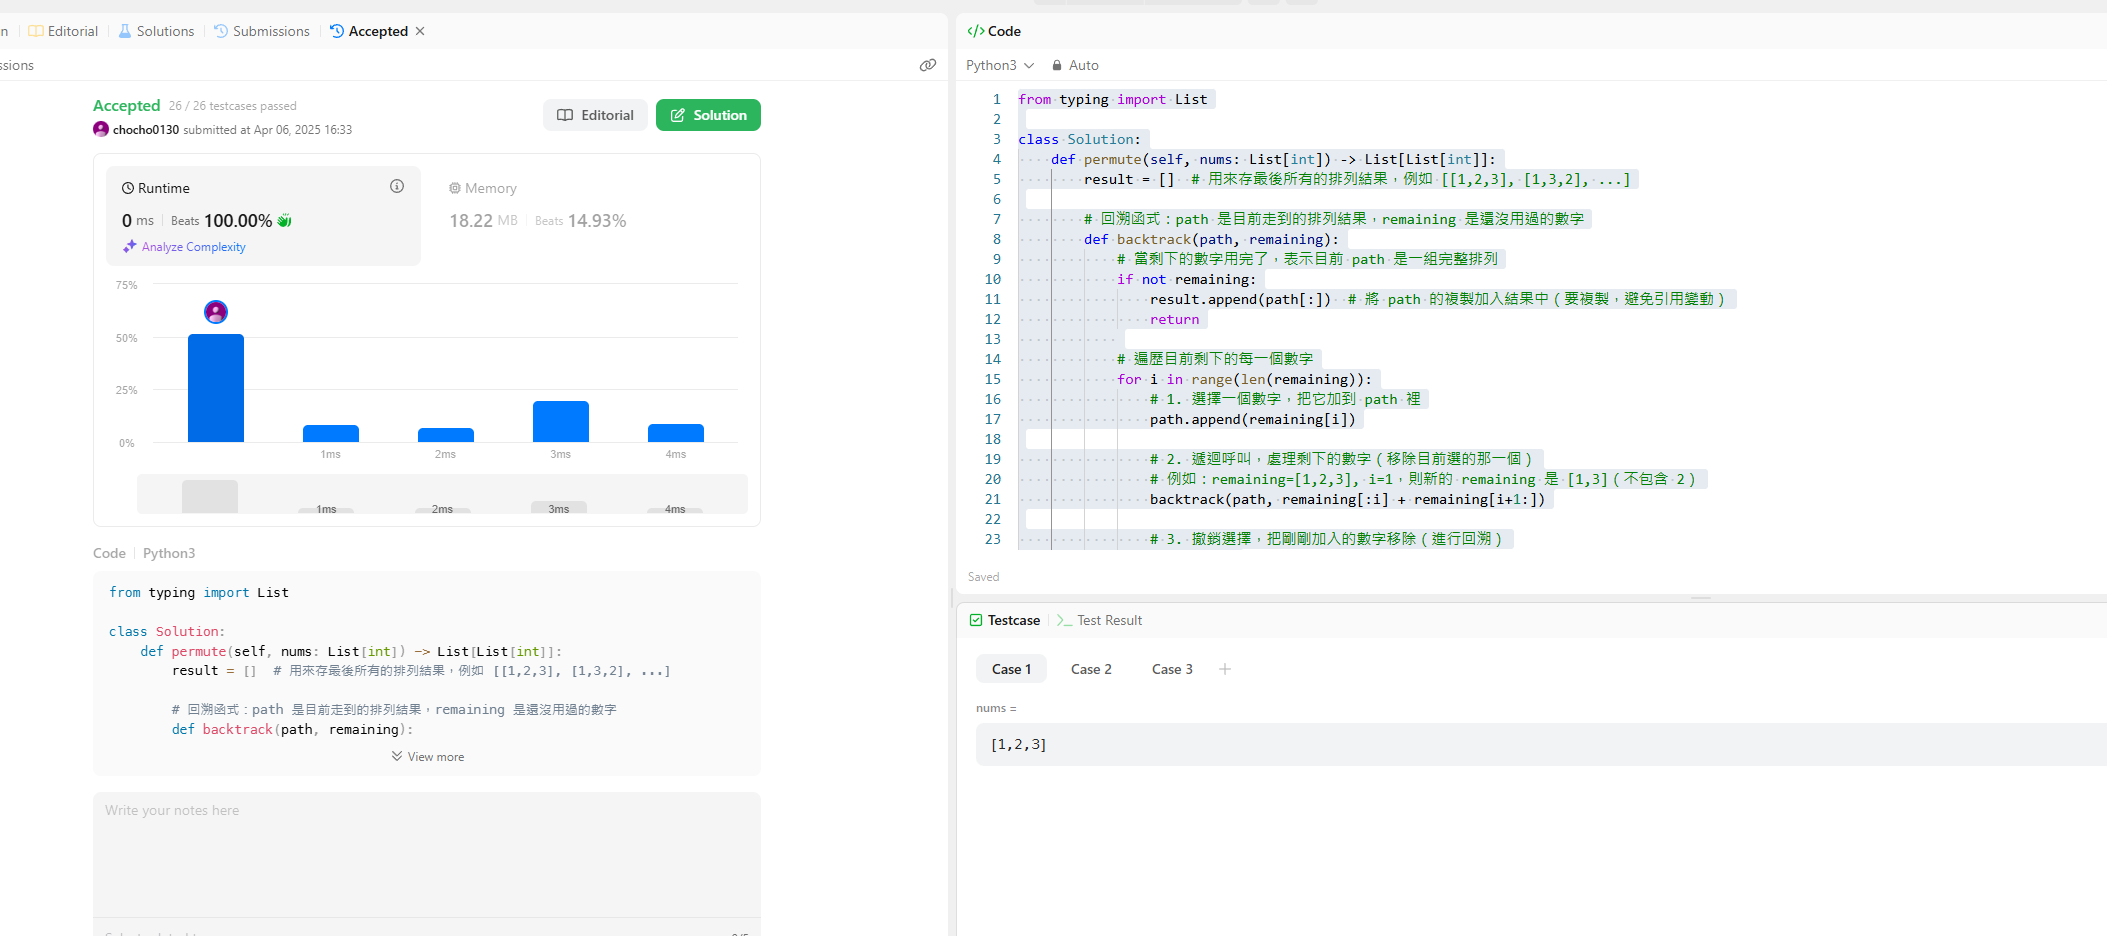 n
Editorial
Solutions
Submissions
Accepted
ssions
Accepted 26 / 26 testcases passed
chocho0130 submitted at Apr 06, 2025 16:33
Editorial
Solution
Runtime
0 ms | Beats 100.00%
Analyze Complexity
Memory
18.22 MB | Beats 14.93%
75%
50%
25%
0%
1ms 2ms 3ms 4ms
1ms 2ms 3ms 4ms
Code | Python3
from typing import List
class Solution:
    def permute(self, nums: List[int]) -> List[List[int]]:
        result = []  # 用來存最後所有的排列結果，例如 [[1,2,3], [1,3,2], ...]
        # 回溯函式：path 是目前走到的排列結果，remaining 是還沒用過的數字
        def backtrack(path, remaining):
View more
Write your notes here
</> Code
Python3
Auto
1 from typing import List
2
3 class Solution:
4     def permute(self, nums: List[int]) -> List[List[int]]:
5         result = []  # 用來存最後所有的排列結果，例如 [[1,2,3], [1,3,2], ...]
6
7         # 回溯函式：path 是目前走到的排列結果，remaining 是還沒用過的數字
8         def backtrack(path, remaining):
9             # 當剩下的數字用完了，表示目前 path 是一組完整排列
10             if not remaining:
11                 result.append(path[:])  # 將 path 的複製加入結果中（要複製，避免引用變動）
12                 return
13
14             # 遍歷目前剩下的每一個數字
15             for i in range(len(remaining)):
16                 # 1. 選擇一個數字，把它加到 path 裡
17                 path.append(remaining[i])
18
19                 # 2. 遞迴呼叫，處理剩下的數字（移除目前選的那一個）
20                 # 例如：remaining=[1,2,3], i=1，則新的 remaining 是 [1,3]（不包含 2）
21                 backtrack(path, remaining[:i] + remaining[i+1:])
22
23                 # 3. 撤銷選擇，把剛剛加入的數字移除（進行回溯）
Saved
Testcase
Test Result
Case 1 Case 2 Case 3 +
nums =
[1,2,3]